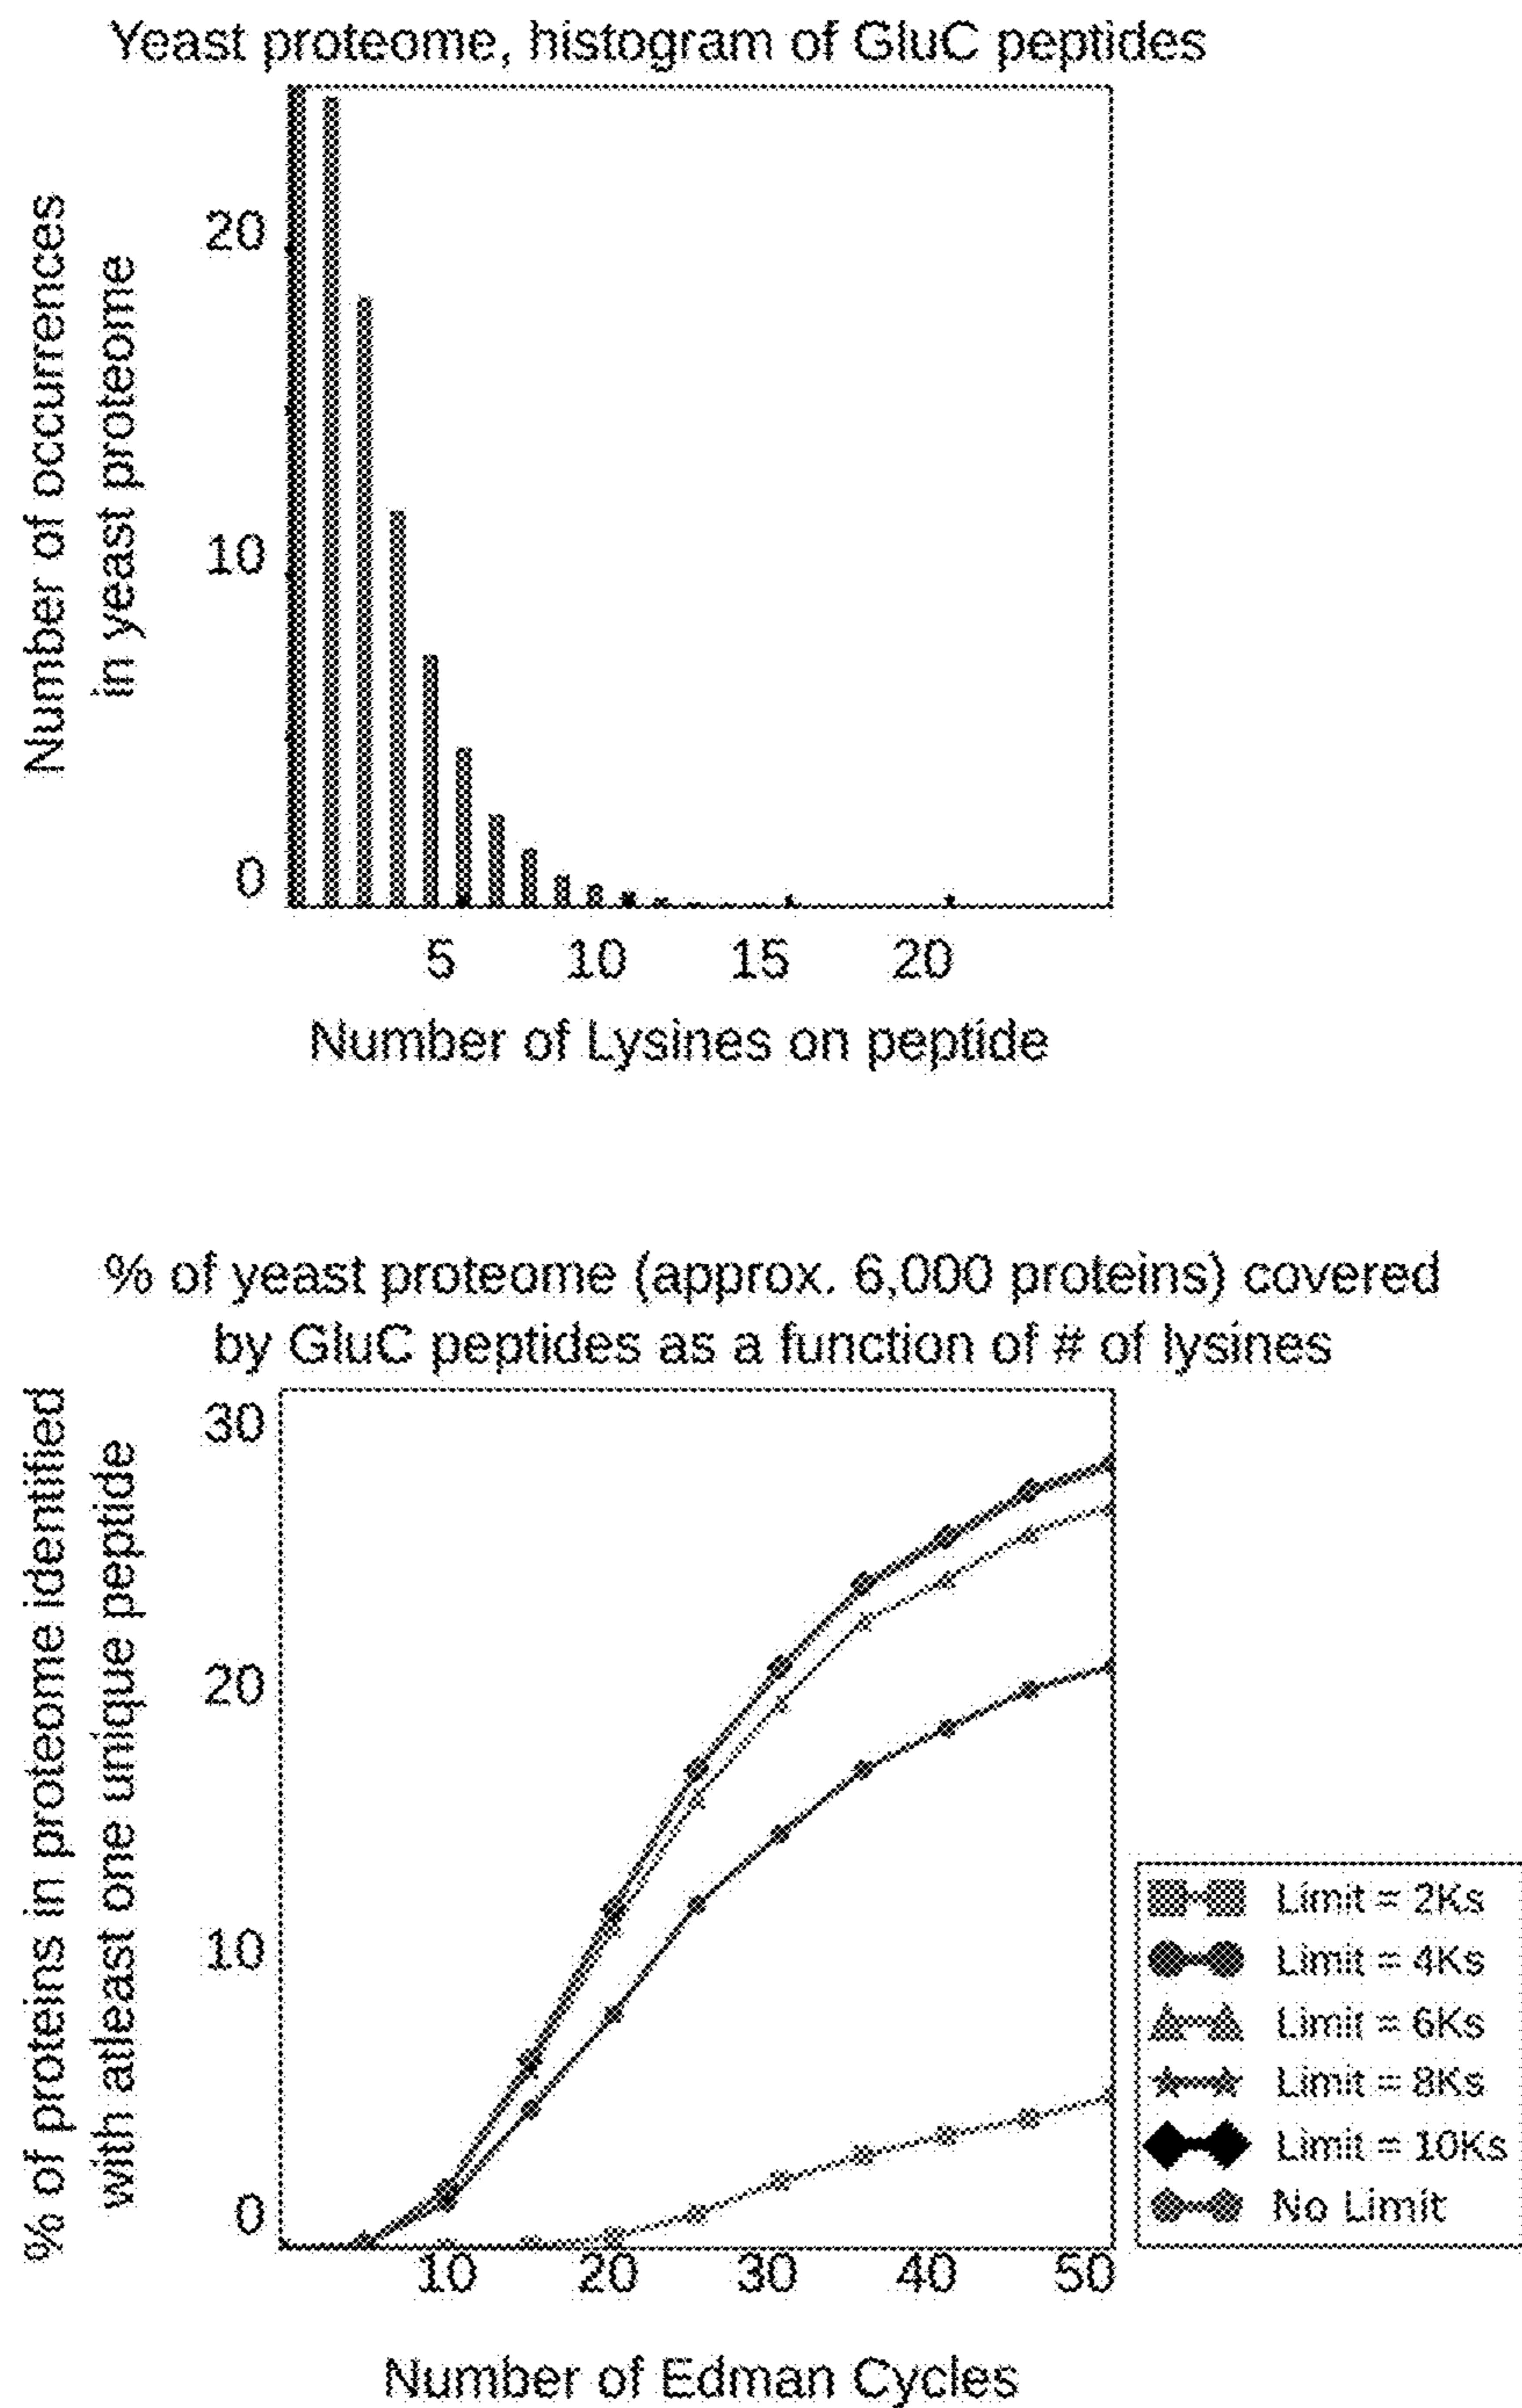 Yeast proteome, histogram of GluC peptides
Number of occurrences
in yeast proteome
20
10
0
5 10 15 20
Number of Lysines on peptide
% of yeast proteome (approx. 6,000 proteins) covered
by GluC peptides as a function of # of lysines
% of proteins in proteome identified
with atleast one unique peptide
30
20
10
0
10 20 30 40 50
Number of Edman Cycles
Limit = 2Ks
Limit = 4Ks
Limit = 6Ks
Limit = 8Ks
Limit = 10Ks
No Limit